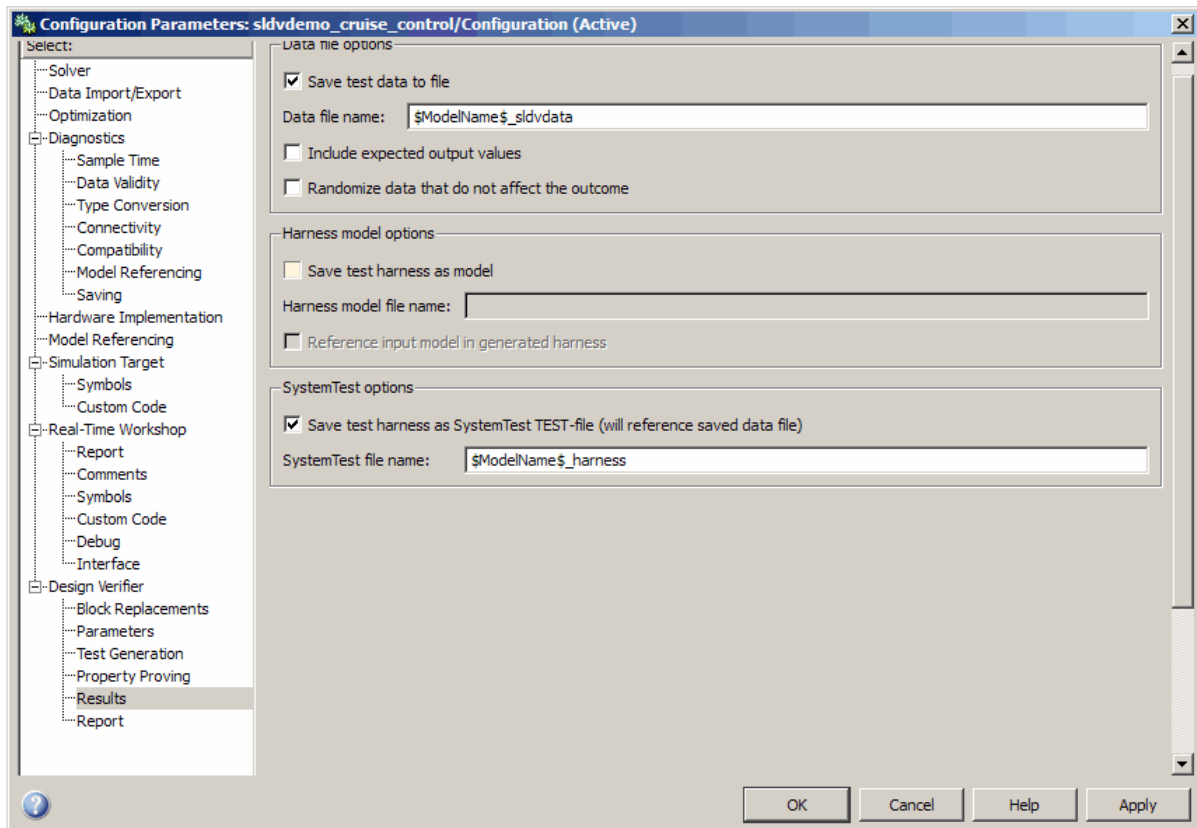 Configuration Parameters: sldvdemo_cruise_control/Configuration (Active)
Select:
Solver
Data Import/Export
Optimization
Diagnostics
Sample Time
Data Validity
Type Conversion
Connectivity
Compatibility
Model Referencing
Saving
Hardware Implementation
Model Referencing
Simulation Target
Symbols
Custom Code
Real-Time Workshop
Report
Comments
Symbols
Custom Code
Debug
Interface
Design Verifier
Block Replacements
Parameters
Test Generation
Property Proving
Results
Report
Data file options
Save test data to file
Data file name: $ModelName$_sldvdata
Include expected output values
Randomize data that do not affect the outcome
Harness model options
Save test harness as model
Harness model file name:
Reference input model in generated harness
SystemTest options
Save test harness as SystemTest TEST-file (will reference saved data file)
SystemTest file name: $ModelName$_harness
OK Cancel Help Apply